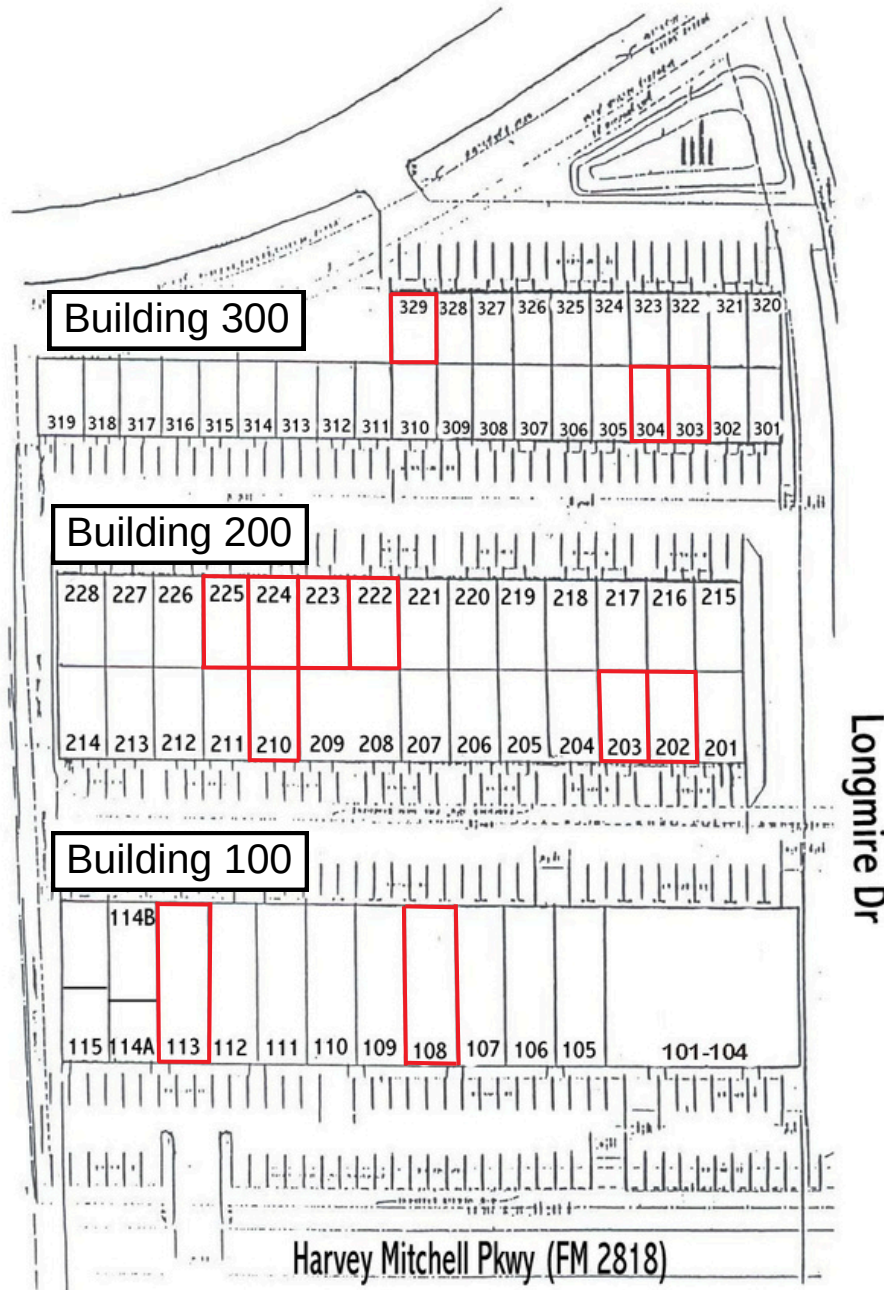 329 328 327 326 325 324 323 322 321 320
Building 300
319 318 317 316 315 314 313 312 311 310 309 308 307 306 305 304 303 302 301
Building 200
228 227 226 225 224 223 222 221 220 219 218 217 216 215
214 213 212 211 210 209 208 207 206 205 204 203 202 201
Longmire Dr
Building 100
114B
115 114A 113 112 111 110 109 108 107 106 105 101-104
Harvey Mitchell Pkwy (FM 2818)